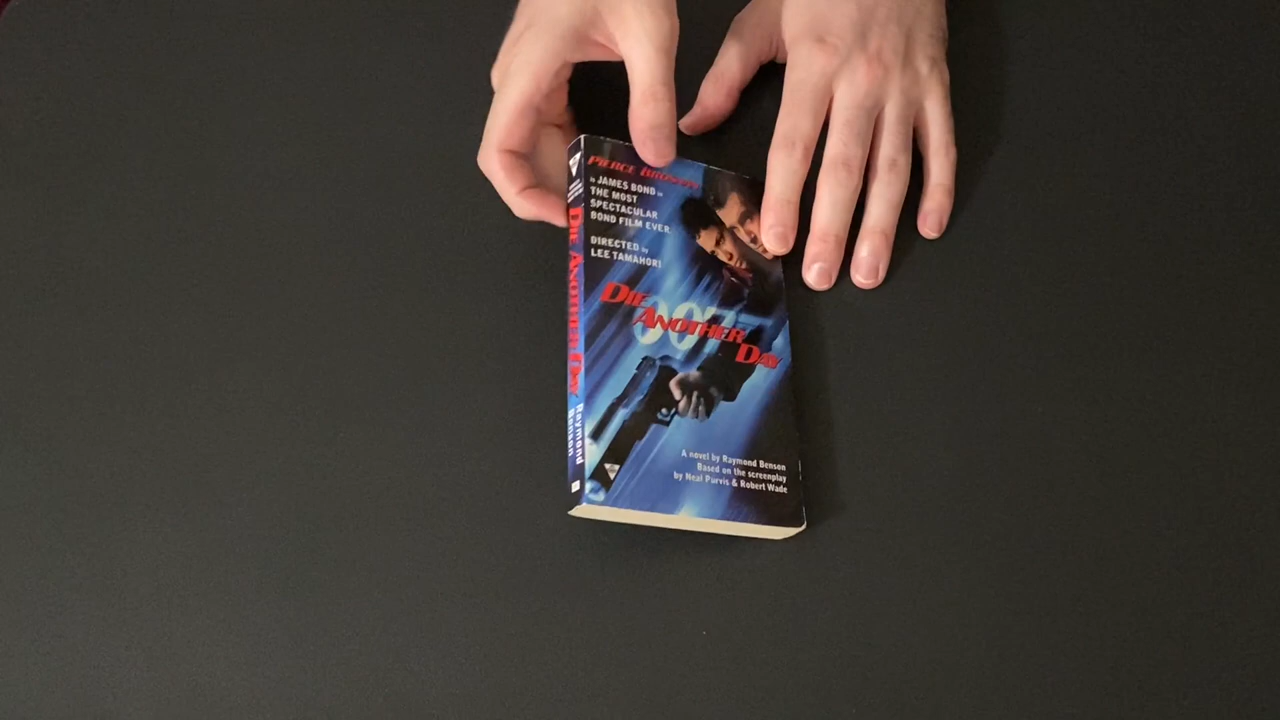 PIERCE BROSNAN
is JAMES BOND in
THE MOST
SPECTACULAR
BOND FILM EVER.
DIRECTED by
LEE TAMAHORI
DIE
ANOTHER
DAY
007
A novel by Raymond Benson
Based on the screenplay
by Neal Purvis & Robert Wade
DIE ANOTHER DAY
Raymond
Benson